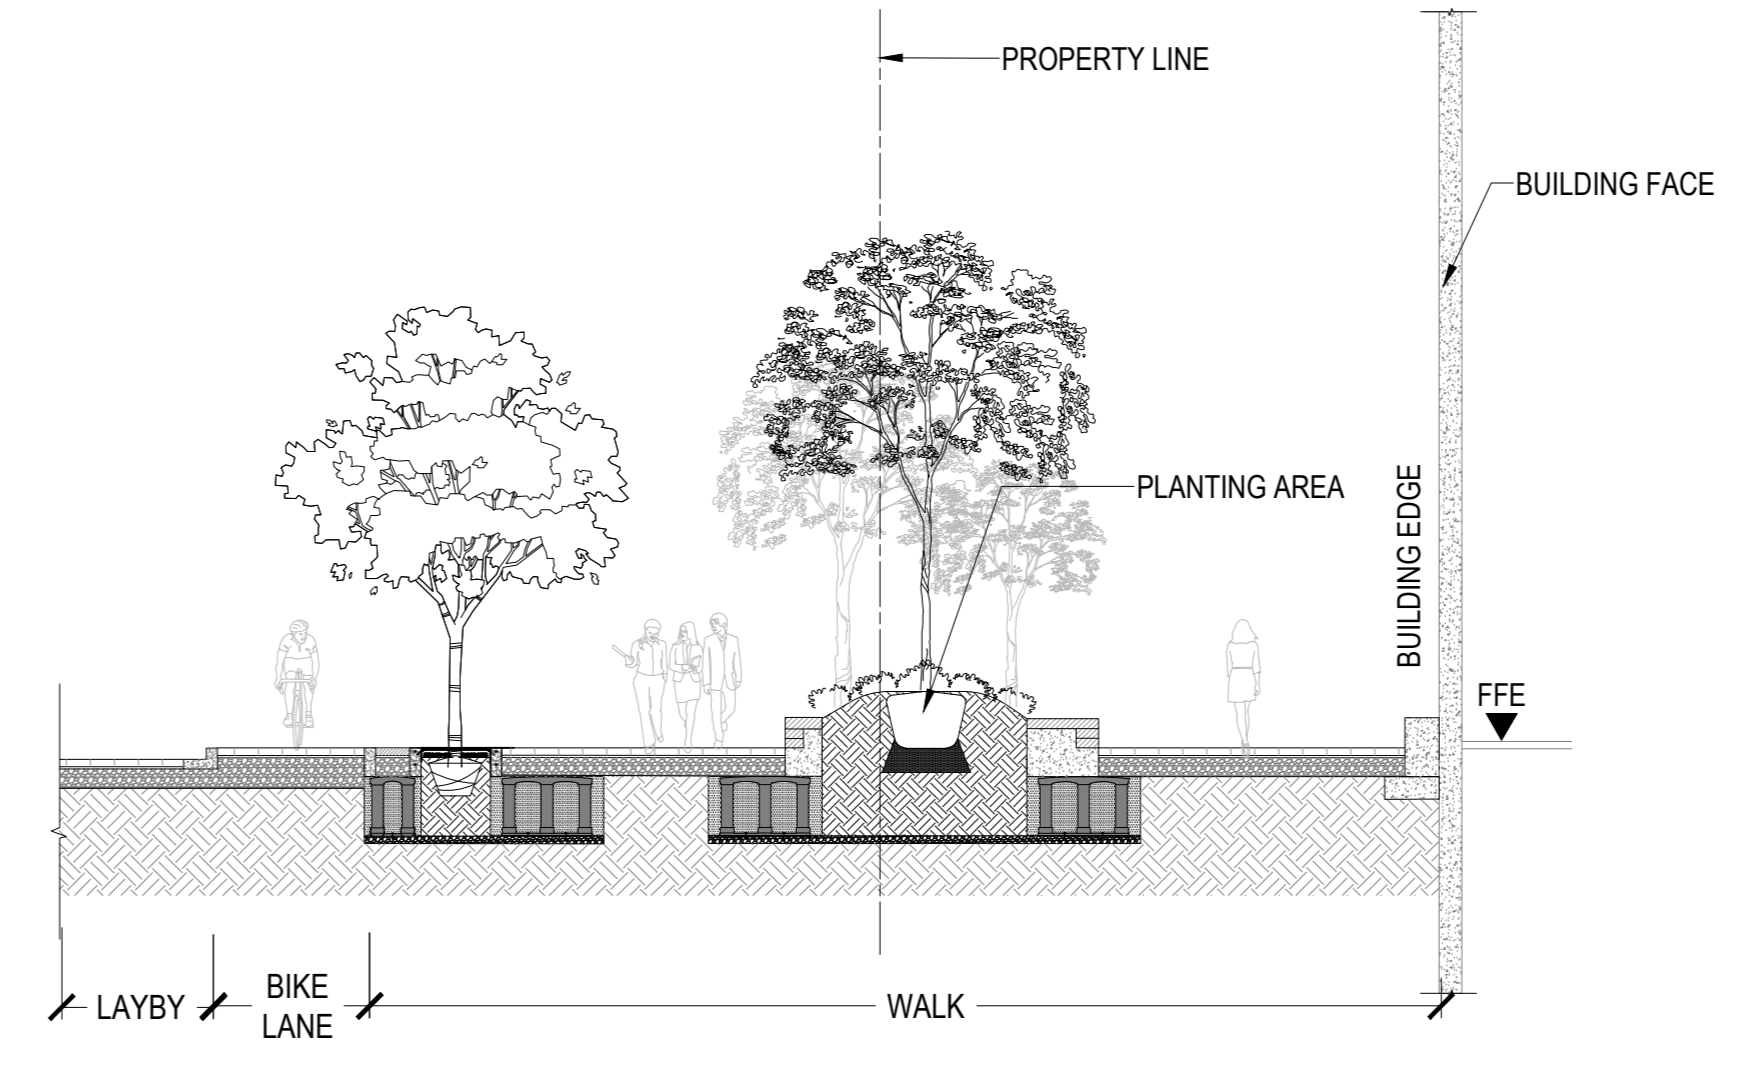 PROPERTY LINE
BUILDING FACE
PLANTING AREA
BUILDING EDGE
FFE
LAYBY
BIKE
LANE
WALK